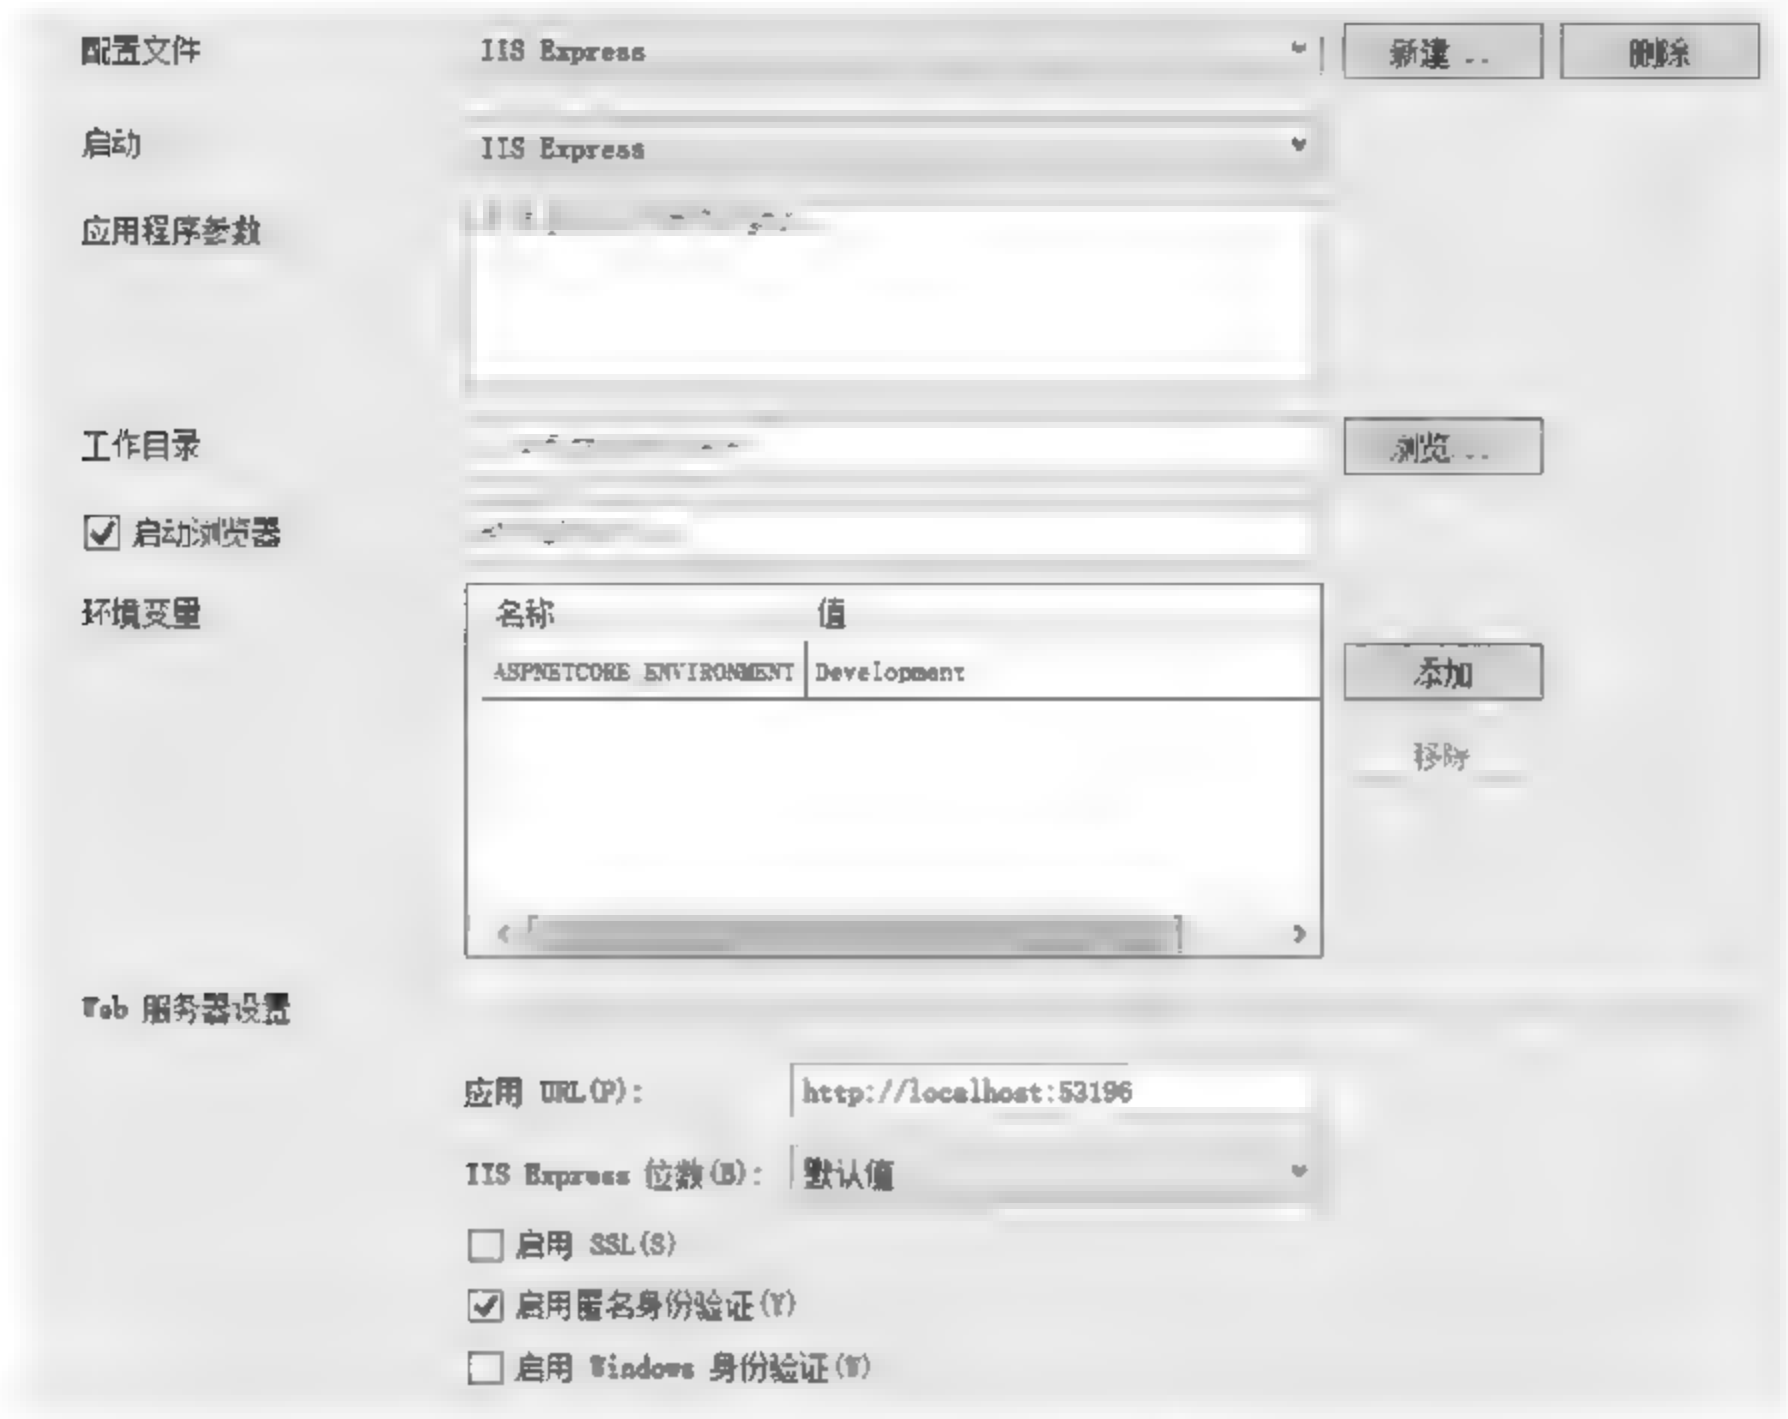 配置文件 IIS Express 新建... 删除
启动 IIS Express
应用程序参数
工作目录 浏览...
启动浏览器
环境变量 名称 值
ASPNETCORE_ENVIRONMENT Development 添加
移除
Web 服务器设置
应用 URL(P): http://localhost:53196
IIS Express 位数(B): 默认值
启用 SSL(S)
启用匿名身份验证(Y)
启用 Windows 身份验证(W)